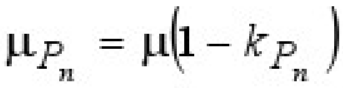 μ_{P_n} = μ(1 − k_{P_n})